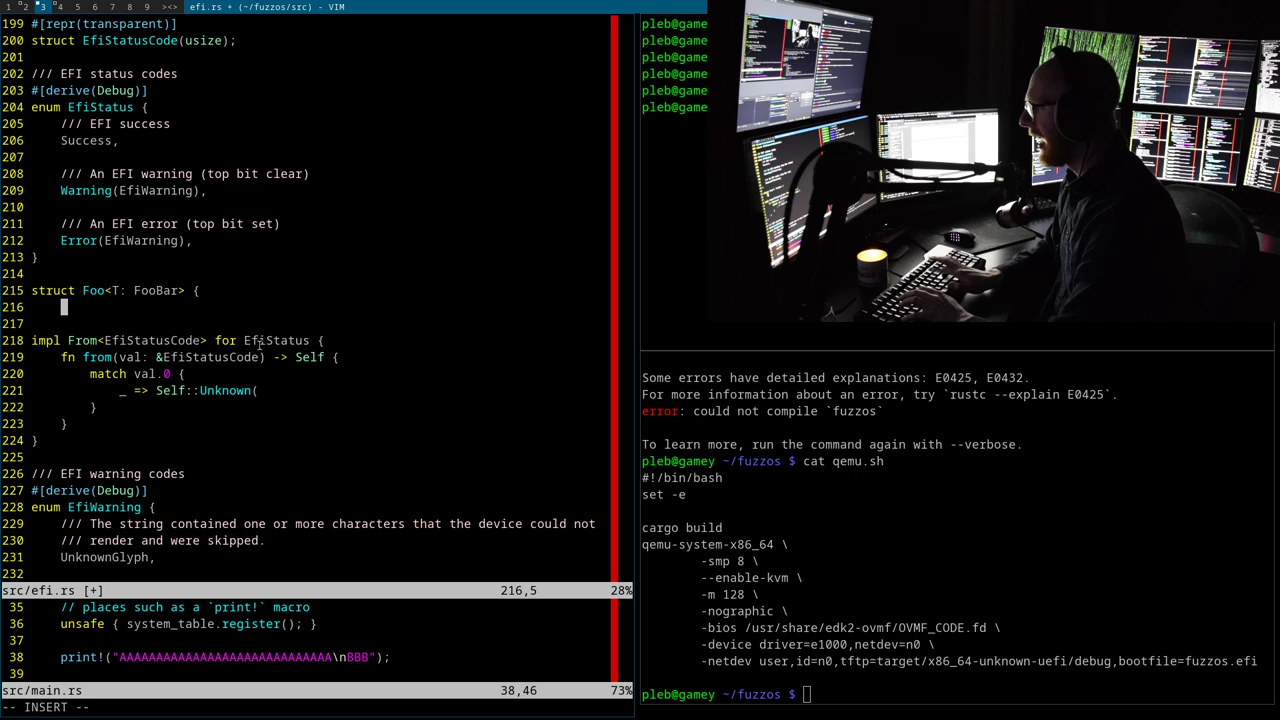 1 2 3 4 5 6 7 8 9 ><> efi.rs + (~/fuzzos/src) - VIM
199 #[repr(transparent)]
200 struct EfiStatusCode(usize);
201
202 /// EFI status codes
203 #[derive(Debug)]
204 enum EfiStatus {
205 /// EFI success
206 Success,
207
208 /// An EFI warning (top bit clear)
209 Warning(EfiWarning),
210
211 /// An EFI error (top bit set)
212 Error(EfiWarning),
213 }
214
215 struct Foo<T: FooBar> {
216
217
218 impl From<EfiStatusCode> for EfiStatus {
219 fn from(val: &EfiStatusCode) -> Self {
220 match val.0 {
221 _ => Self::Unknown(
222 }
223 }
224 }
225
226 /// EFI warning codes
227 #[derive(Debug)]
228 enum EfiWarning {
229 /// The string contained one or more characters that the device could not
230 /// render and were skipped.
231 UnknownGlyph,
232
src/efi.rs [+] 216,5 28%
35 // places such as a `print!` macro
36 unsafe { system_table.register(); }
37
38 print!("AAAAAAAAAAAAAAAAAAAAAAAAAAAAA\nBBB");
39
src/main.rs 38,46 73%
-- INSERT --
pleb@game
pleb@game
pleb@game
pleb@game
pleb@game
pleb@game
Some errors have detailed explanations: E0425, E0432.
For more information about an error, try `rustc --explain E0425`.
error: could not compile `fuzzos`
To learn more, run the command again with --verbose.
pleb@gamey ~/fuzzos $ cat qemu.sh
#!/bin/bash
set -e
cargo build
qemu-system-x86_64 \
-smp 8 \
--enable-kvm \
-m 128 \
-nographic \
-bios /usr/share/edk2-ovmf/OVMF_CODE.fd \
-device driver=e1000,netdev=n0 \
-netdev user,id=n0,tftp=target/x86_64-unknown-uefi/debug,bootfile=fuzzos.efi
pleb@gamey ~/fuzzos $